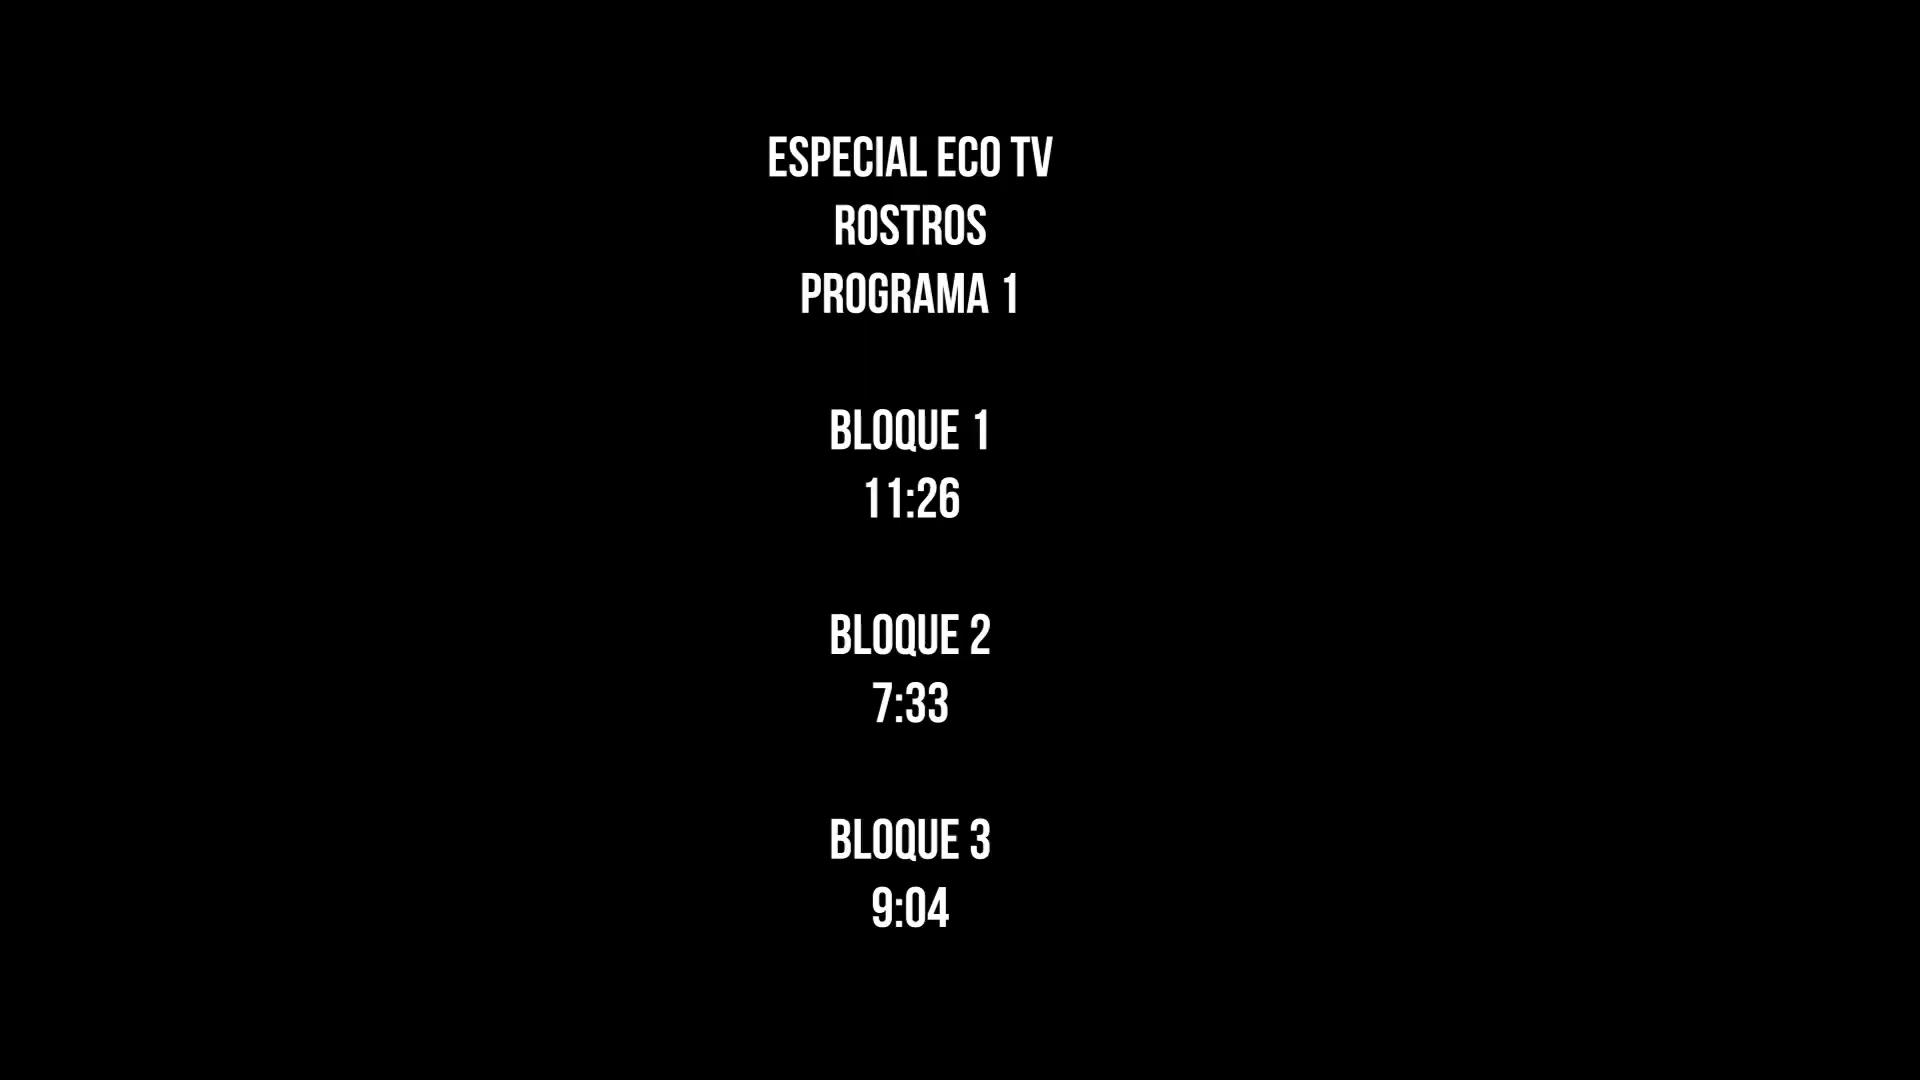 ESPECIAL ECO TV
ROSTROS
PROGRAMA 1
BLOQUE 1
11:26
BLOQUE 2
7:33
BLOQUE 3
9:04